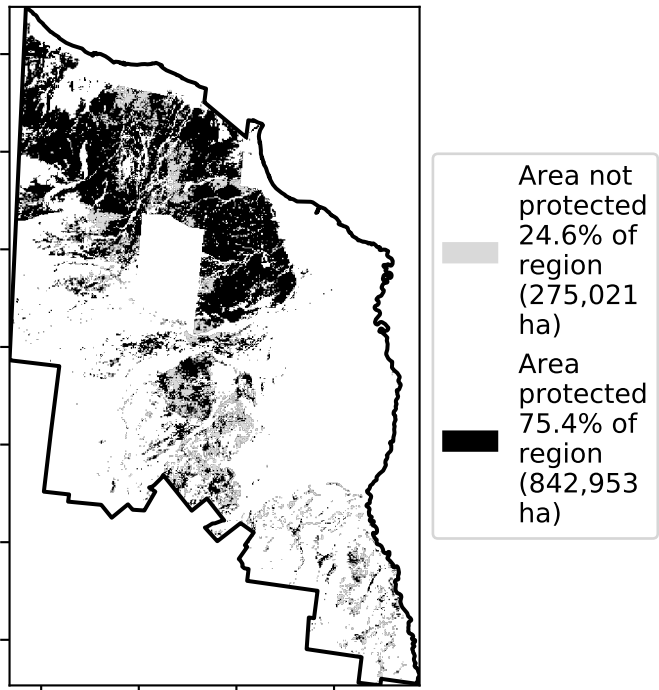 Area not
protected
24.6% of
region
(275,021
ha)
Area
protected
75.4% of
region
(842,953
ha)